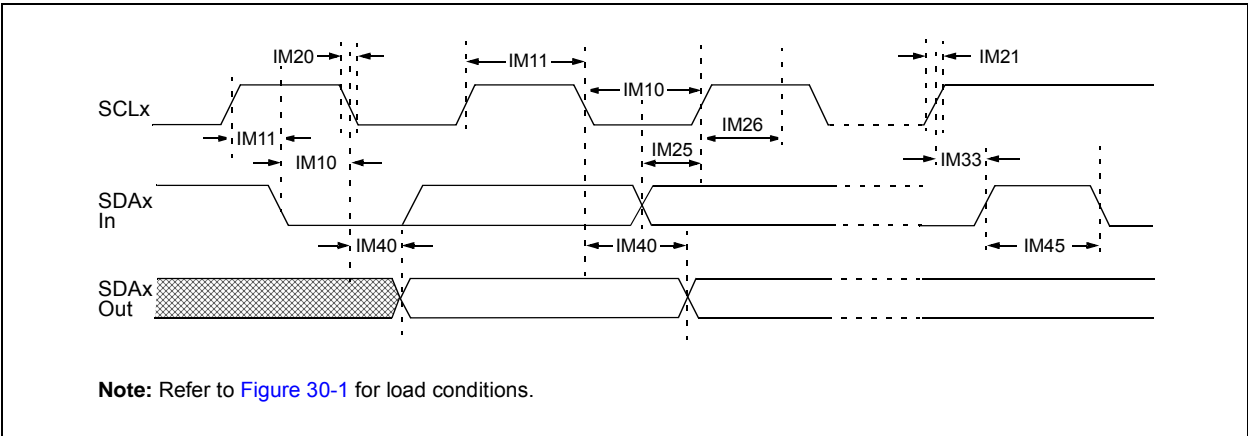 IM20
IM11
IM21
IM10
SCLx
IM11
IM26
IM10
IM25
IM33
SDAx
In
IM40
IM40
IM45
SDAx
Out
Note: Refer to Figure 30-1 for load conditions.